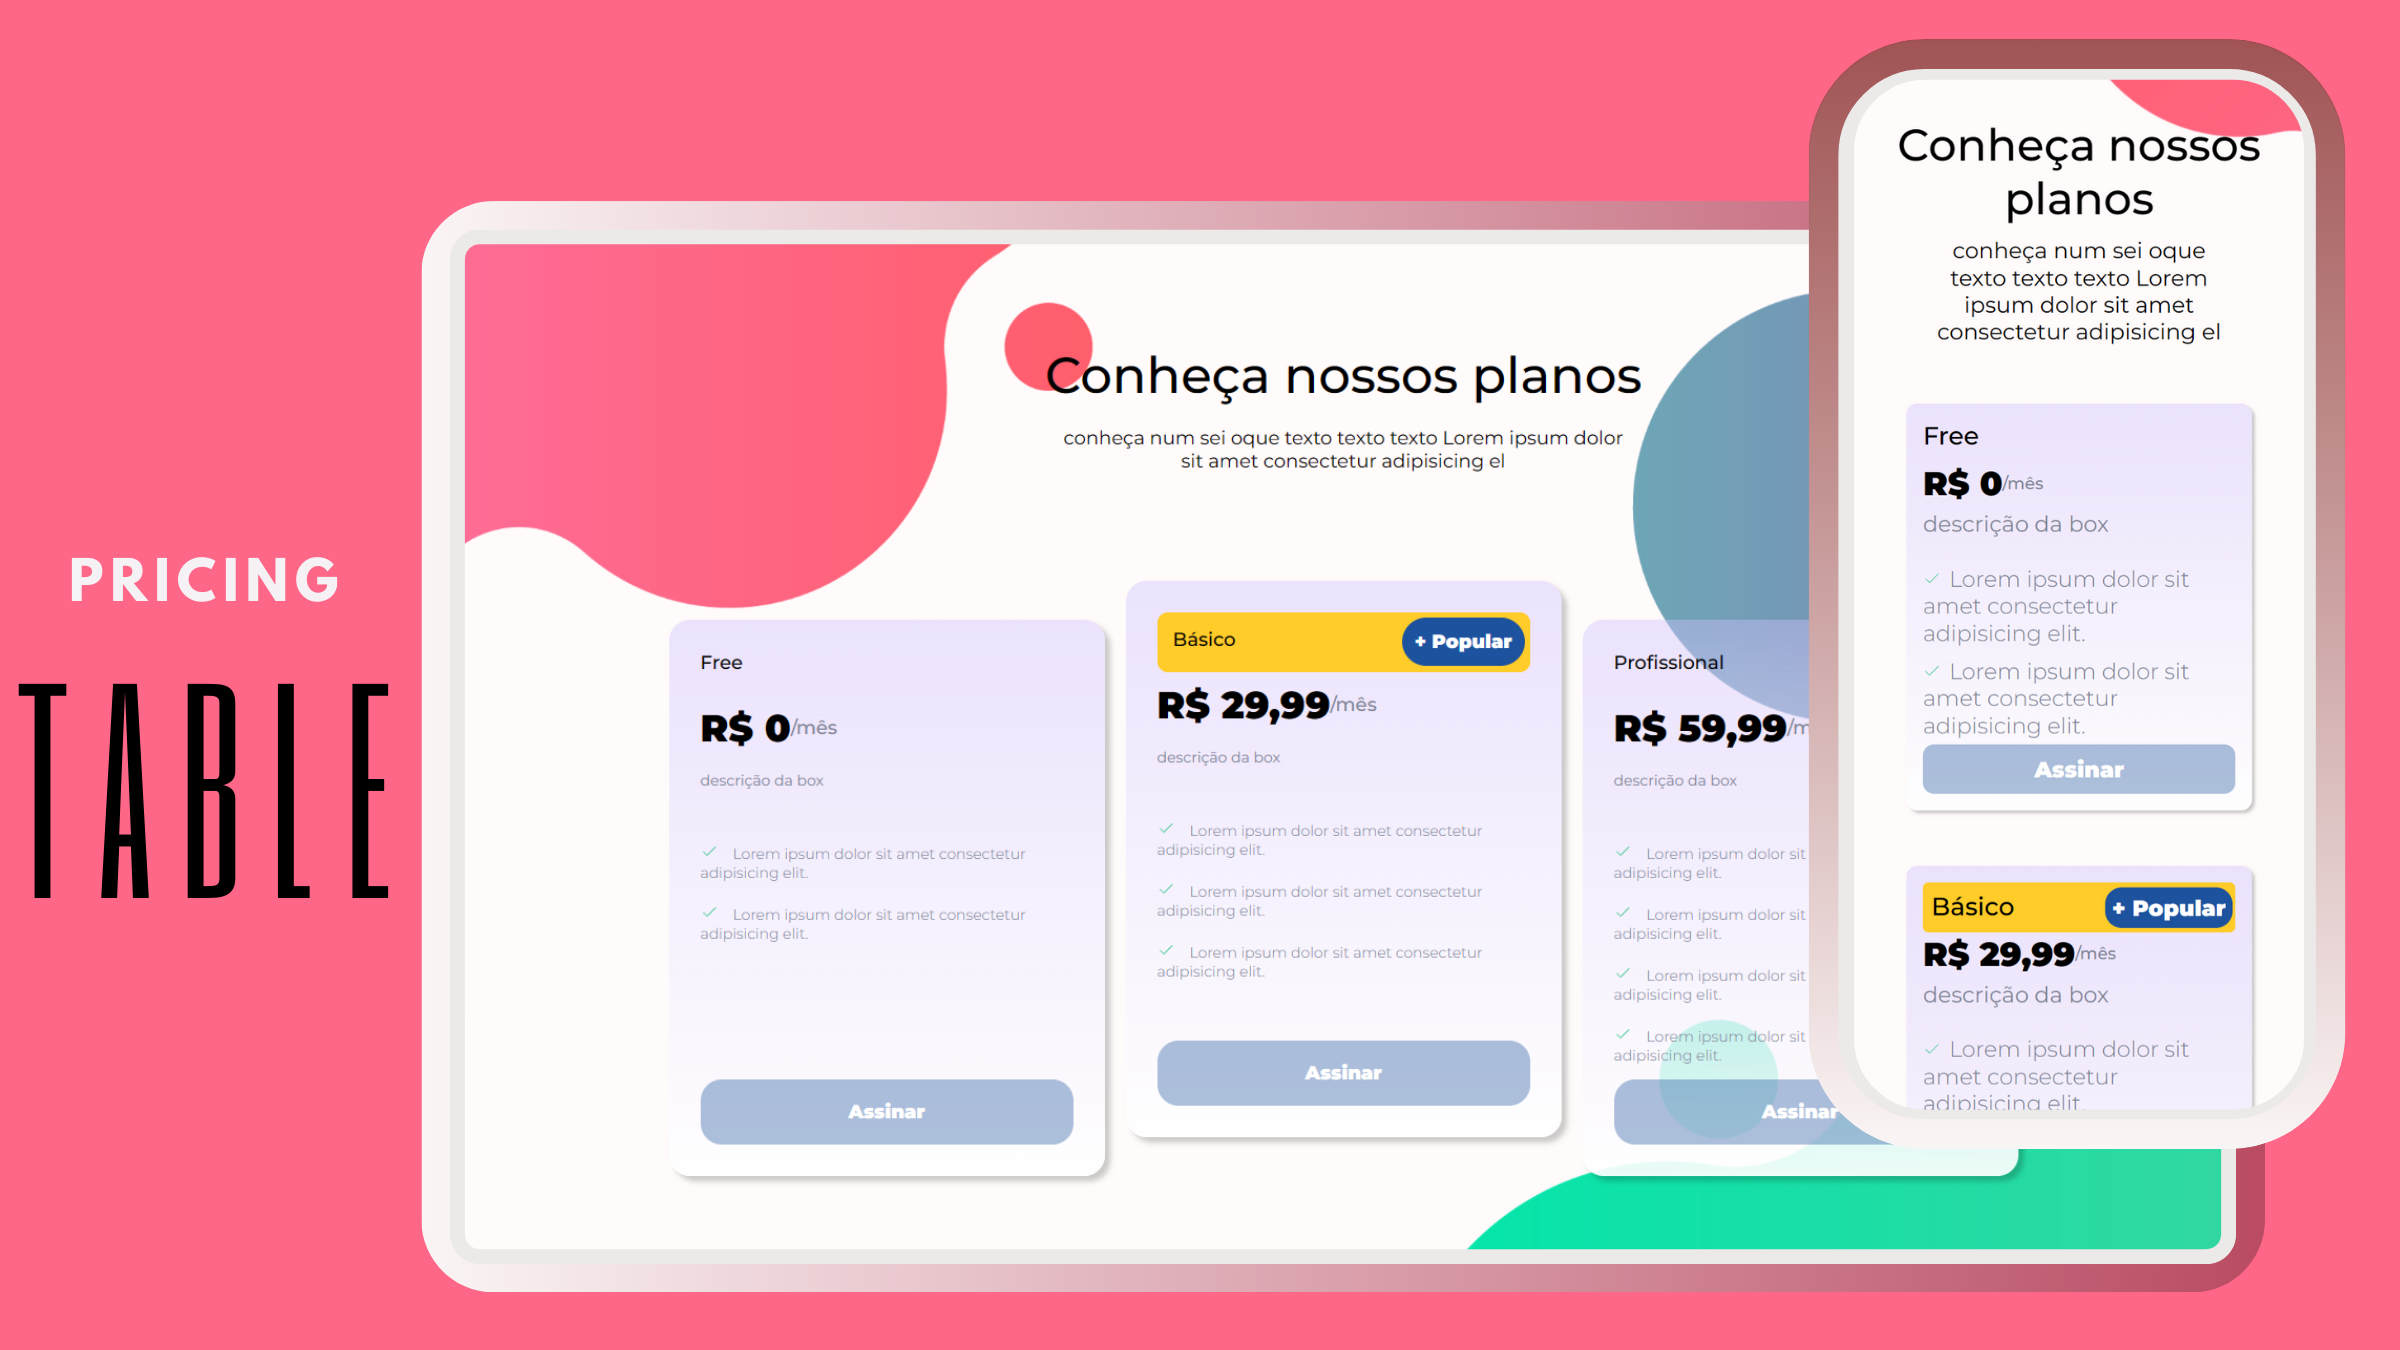 PRICING
TABLE
Conheça nossos planos
conheça num sei oque texto texto texto Lorem ipsum dolor
sit amet consectetur adipisicing el
Free
R$ 0/mês
descrição da box
Lorem ipsum dolor sit amet consectetur
adipisicing elit.
Lorem ipsum dolor sit amet consectetur
adipisicing elit.
Assinar
Básico
+ Popular
R$ 29,99/mês
descrição da box
Lorem ipsum dolor sit amet consectetur
adipisicing elit.
Lorem ipsum dolor sit amet consectetur
adipisicing elit.
Lorem ipsum dolor sit amet consectetur
adipisicing elit.
Assinar
Profissional
R$ 59,99/m
descrição da box
Lorem ipsum dolor sit
adipisicing elit.
Lorem ipsum dolor sit
adipisicing elit.
Lorem ipsum dolor sit
adipisicing elit.
Lorem ipsum dolor sit
adipisicing elit.
Assinar
Conheça nossos
planos
conheça num sei oque
texto texto texto Lorem
ipsum dolor sit amet
consectetur adipisicing el
Free
R$ 0/mês
descrição da box
Lorem ipsum dolor sit
amet consectetur
adipisicing elit.
Lorem ipsum dolor sit
amet consectetur
adipisicing elit.
Assinar
Básico
+ Popular
R$ 29,99/mês
descrição da box
Lorem ipsum dolor sit
amet consectetur
adipisicing elit.